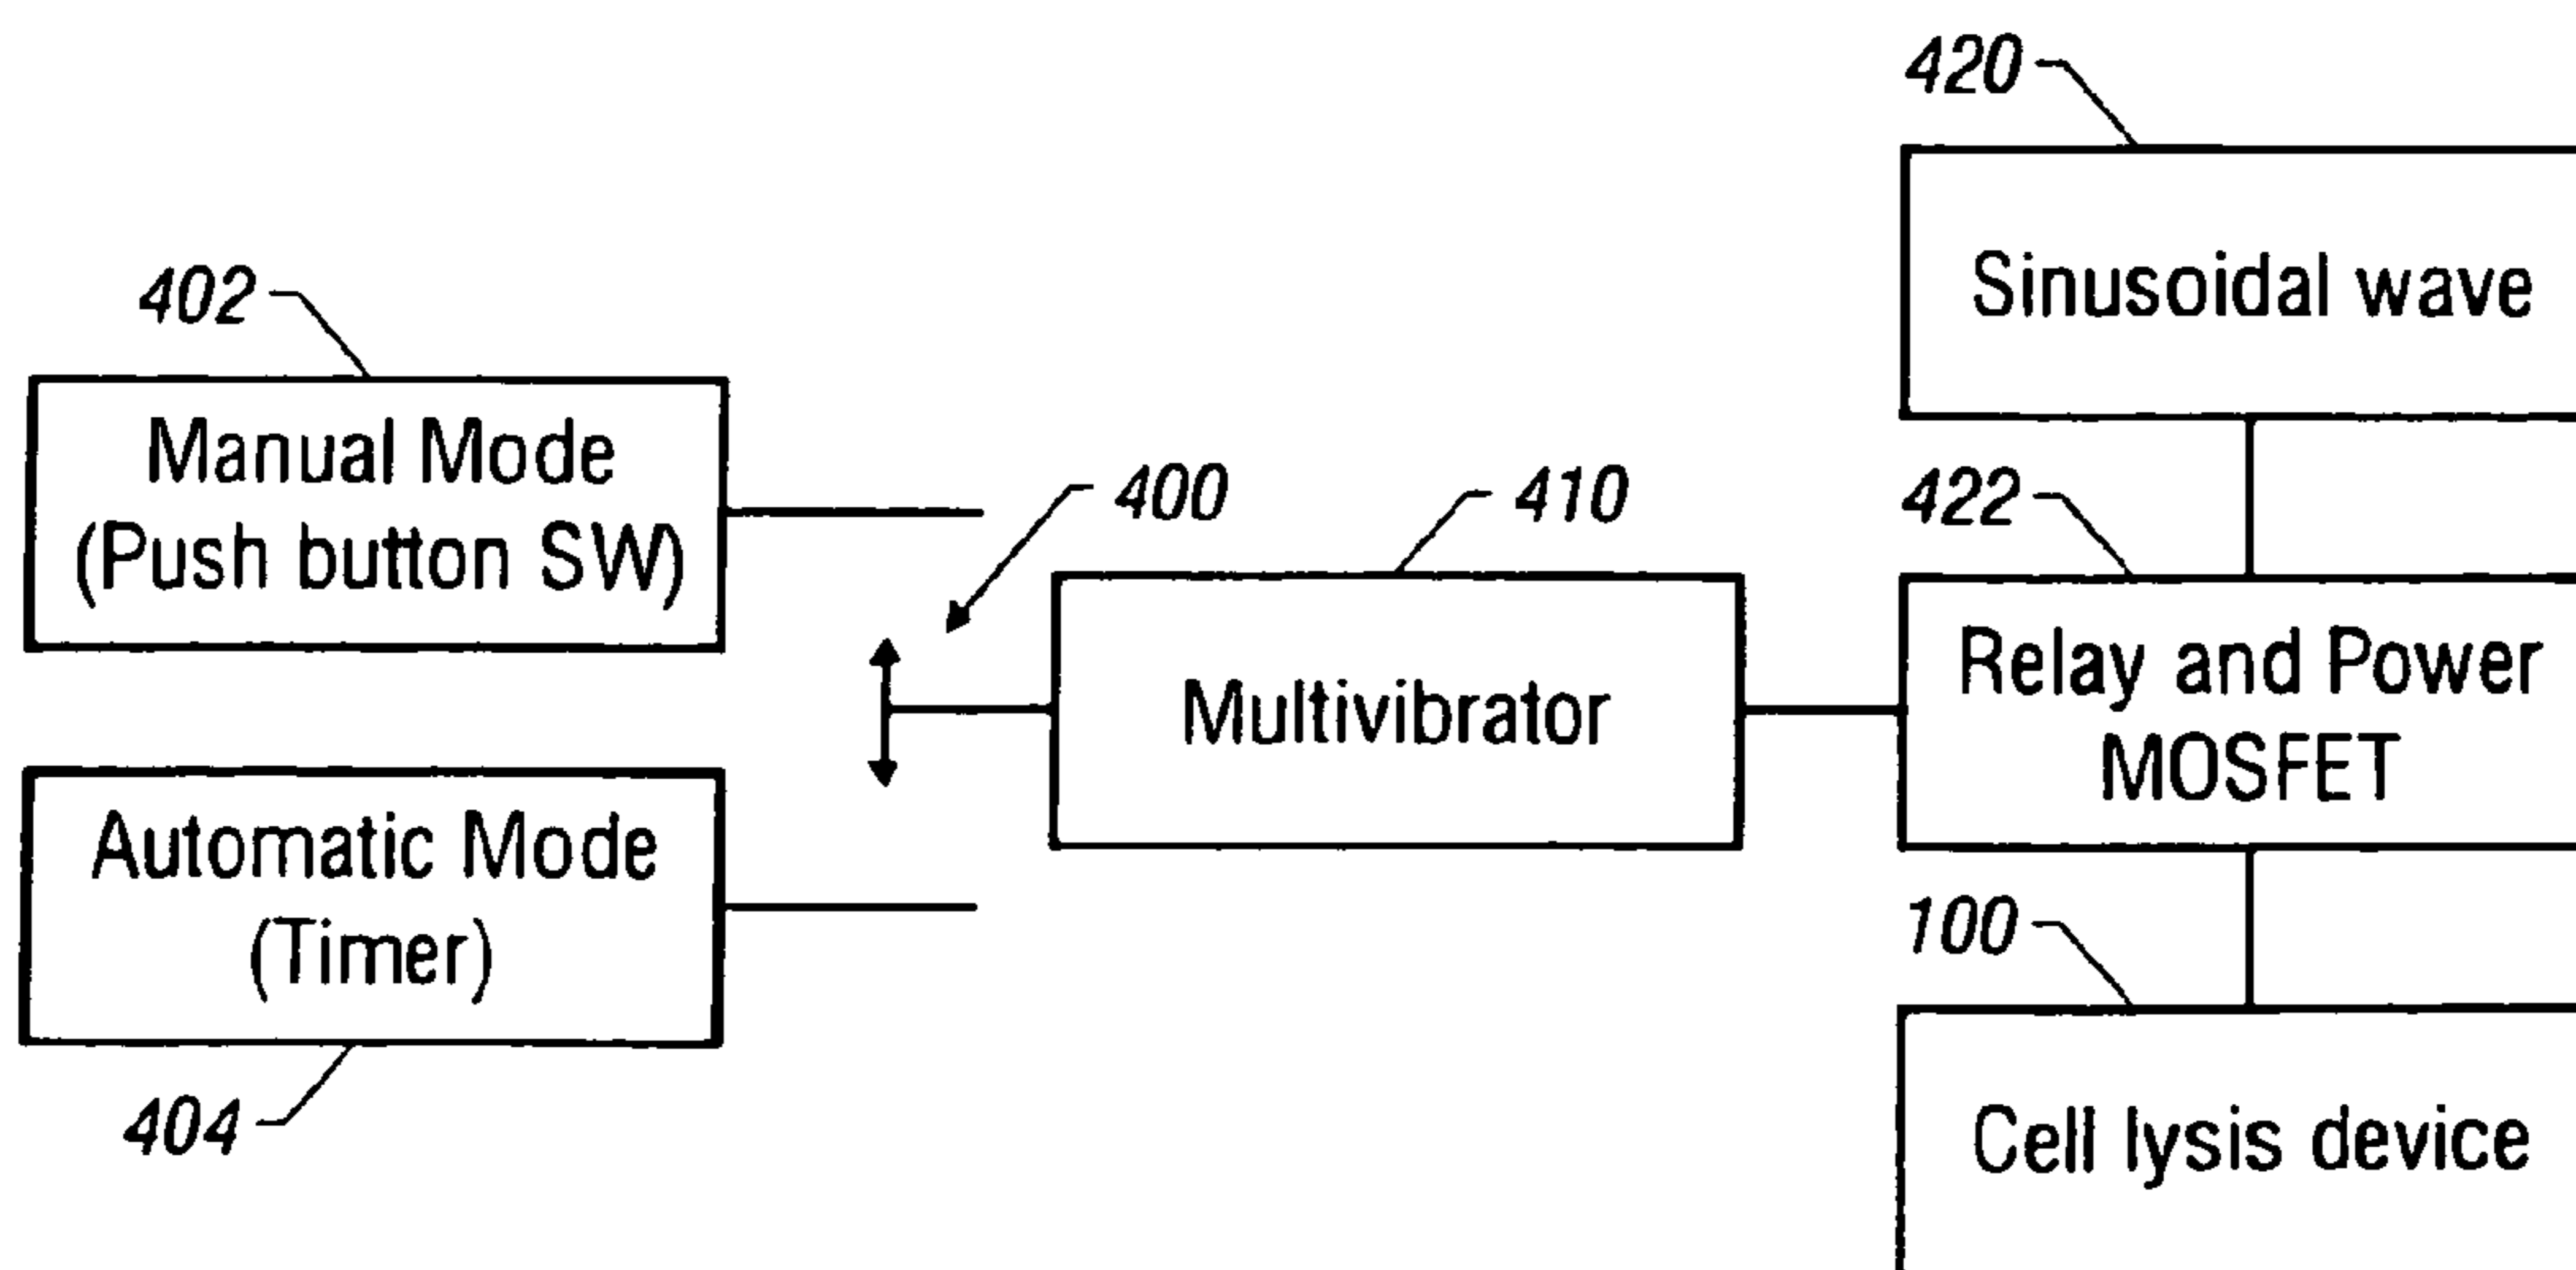 420
Sinusoidal wave
402
Manual Mode
(Push button SW)
400
410
422
Multivibrator
Relay and Power
MOSFET
Automatic Mode
(Timer)
404
100
Cell lysis device